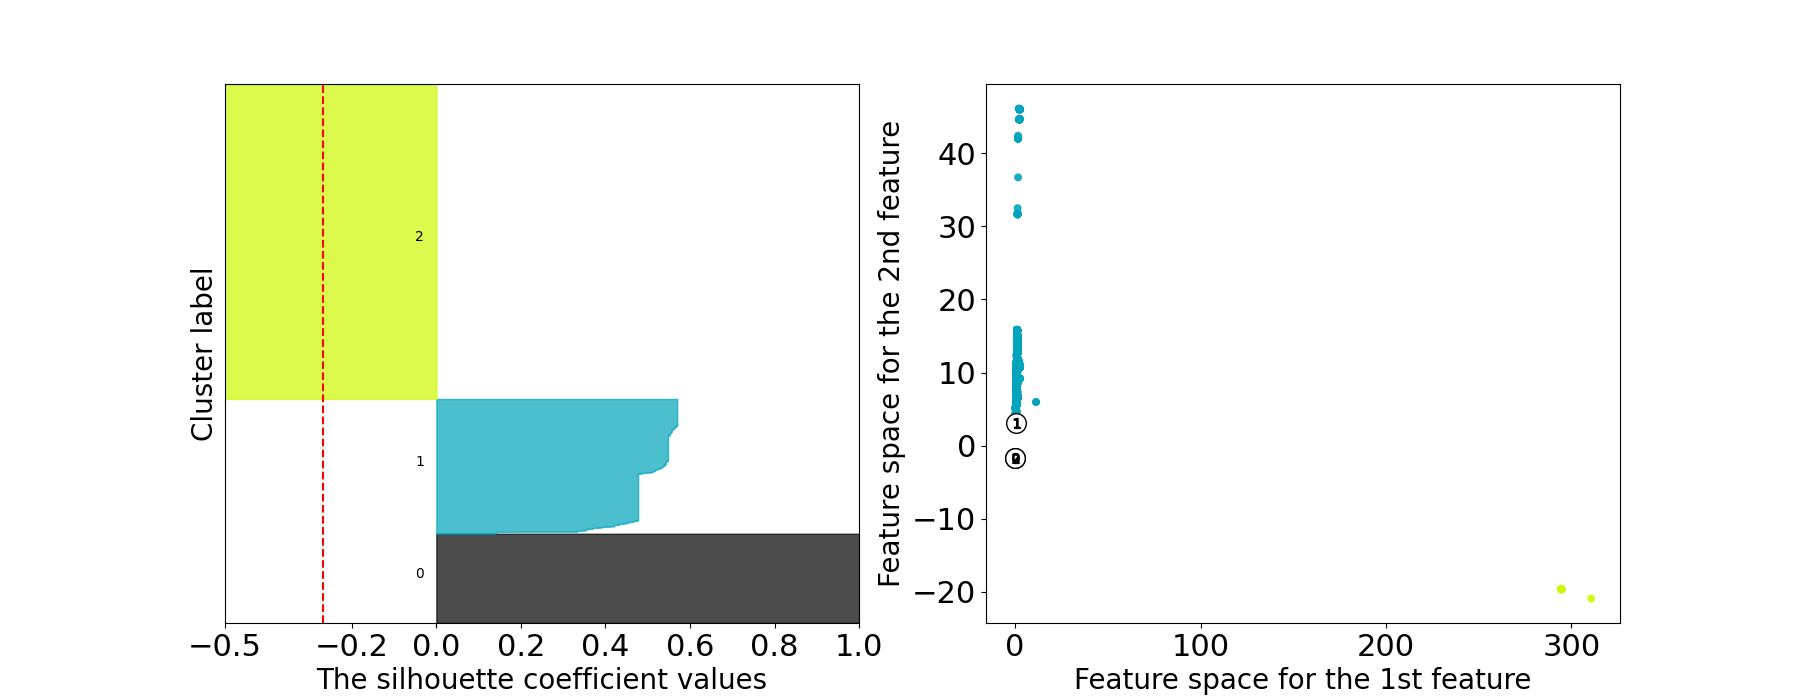 Cluster label
2
1
0
−0.5 −0.2 0.0 0.2 0.4 0.6 0.8 1.0
The silhouette coefficient values
Feature space for the 2nd feature
40
30
20
10
0
−10
−20
1
0 100 200 300
Feature space for the 1st feature